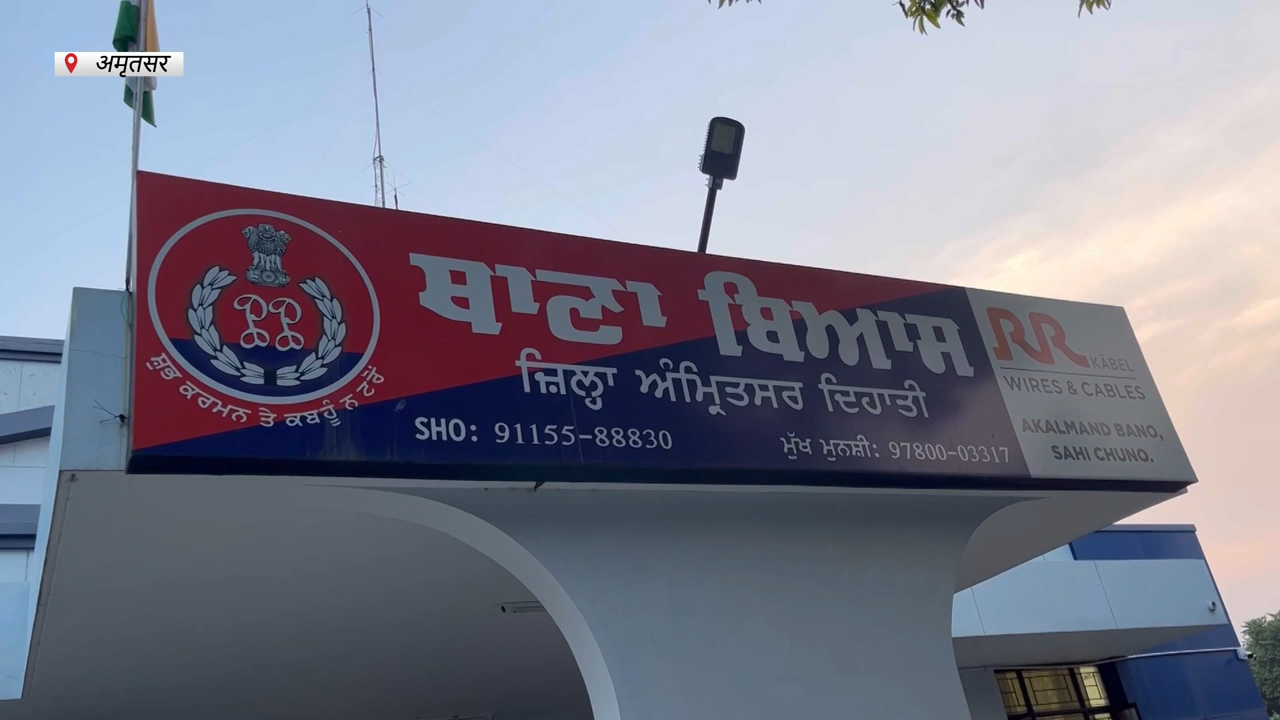 अमृतसर
ਥਾਣਾ ਬਿਆਸ
ਜ਼ਿਲ੍ਹਾ ਅੰਮ੍ਰਿਤਸਰ ਦਿਹਾਤੀ
SHO: 91155-88830
ਮੁੱਖ ਮੁਨਸ਼ੀ: 97800-03317
PP
ਸ਼ੁਭ ਕਰਮਨ ਤੇ ਕਬਹੂੰ ਨ ਟਰੋਂ
RR KĀBEL
WIRES & CABLES
AKALMAND BANO,
SAHI CHUNO.